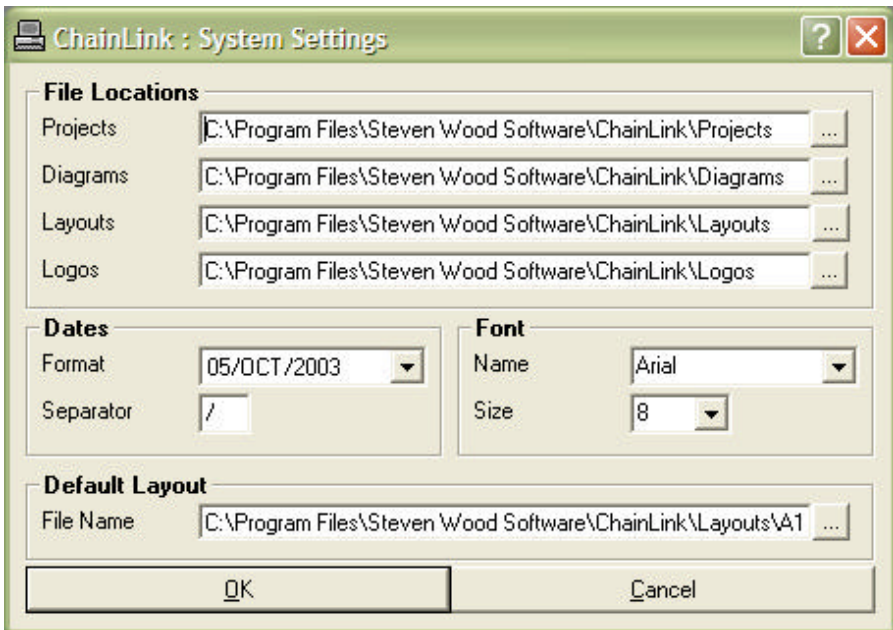 ChainLink : System Settings
?
File Locations
Projects C:\Program Files\Steven Wood Software\ChainLink\Projects ...
Diagrams C:\Program Files\Steven Wood Software\ChainLink\Diagrams ...
Layouts C:\Program Files\Steven Wood Software\ChainLink\Layouts ...
Logos C:\Program Files\Steven Wood Software\ChainLink\Logos ...
Dates Font
Format 05/OCT/2003 Name Arial
Separator / Size 8
Default Layout
File Name C:\Program Files\Steven Wood Software\ChainLink\Layouts\A1 ...
OK Cancel